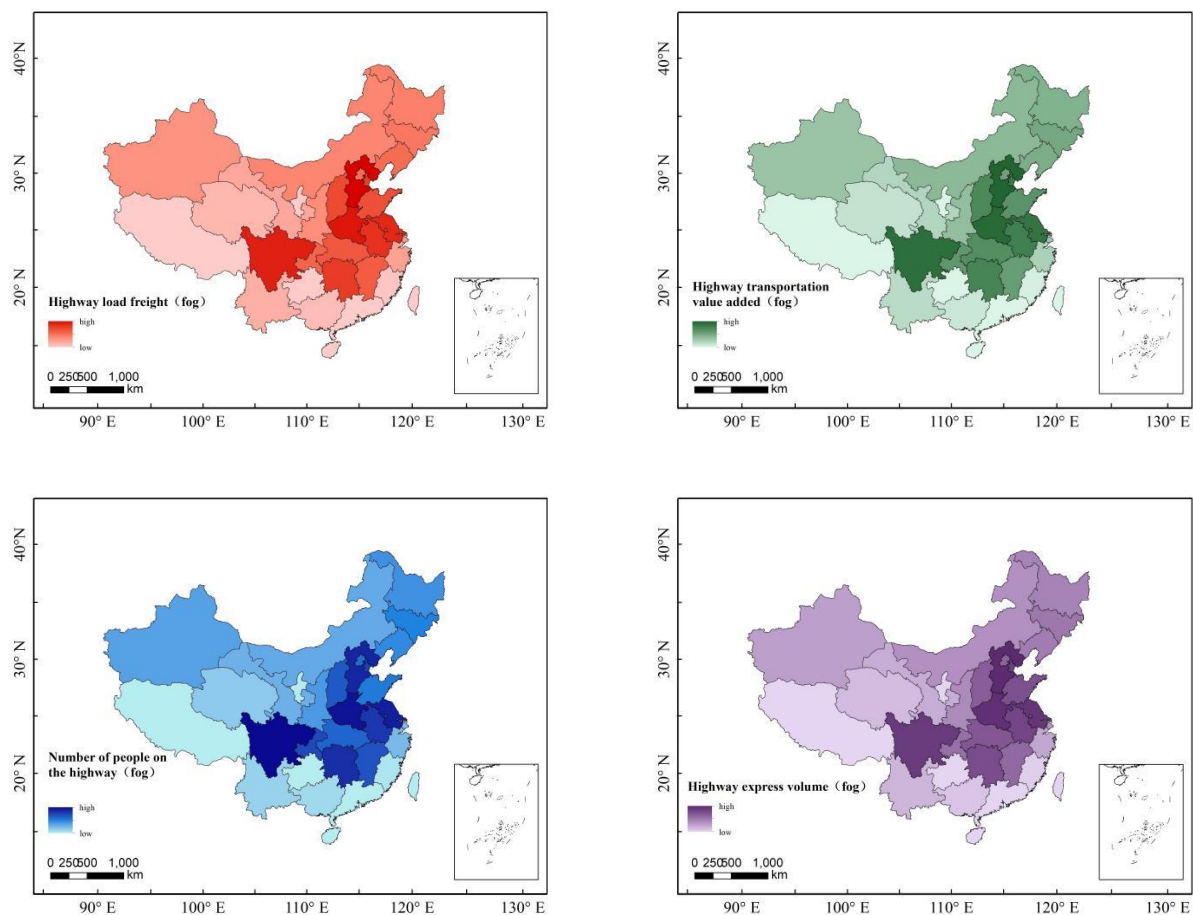 40°N
30°N
20°N
Highway load freight（fog）
high
low
0 250500 1,000
km
90° E 100° E 110° E 120° E 130° E
40°N
30°N
20°N
Highway transportation
value added（fog）
high
low
0 250500 1,000
km
90° E 100° E 110° E 120° E 130° E
40°N
30°N
20°N
Number of people on
the highway（fog）
high
low
0 250500 1,000
km
90° E 100° E 110° E 120° E 130° E
40°N
30°N
20°N
Highway express volume（fog）
high
low
0 250500 1,000
km
90° E 100° E 110° E 120° E 130° E